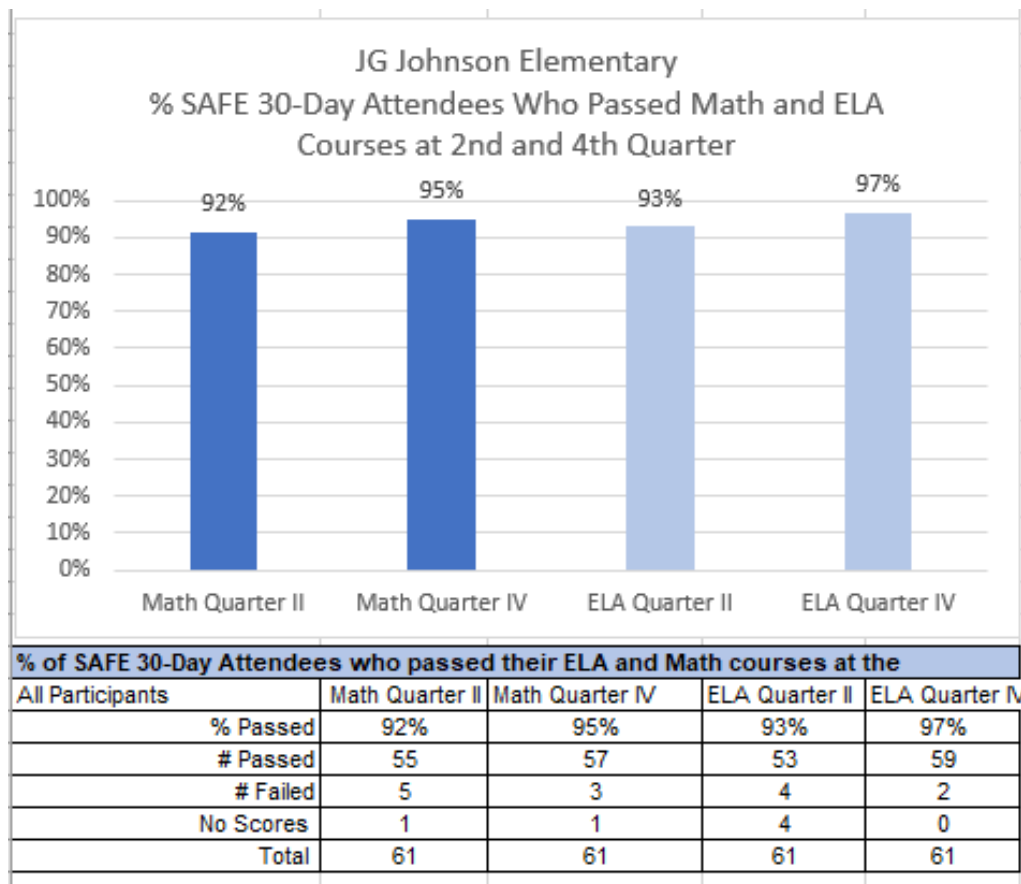 JG Johnson Elementary
% SAFE 30-Day Attendees Who Passed Math and ELA
Courses at 2nd and 4th Quarter
100%
90%
80%
70%
60%
50%
40%
30%
20%
10%
0%
92%
95%
93%
97%
Math Quarter II
Math Quarter IV
ELA Quarter II
ELA Quarter IV
% of SAFE 30-Day Attendees who passed their ELA and Math courses at the
All Participants Math Quarter II Math Quarter IV ELA Quarter II ELA Quarter IV
% Passed 92% 95% 93% 97%
# Passed 55 57 53 59
# Failed 5 3 4 2
No Scores 1 1 4 0
Total 61 61 61 61